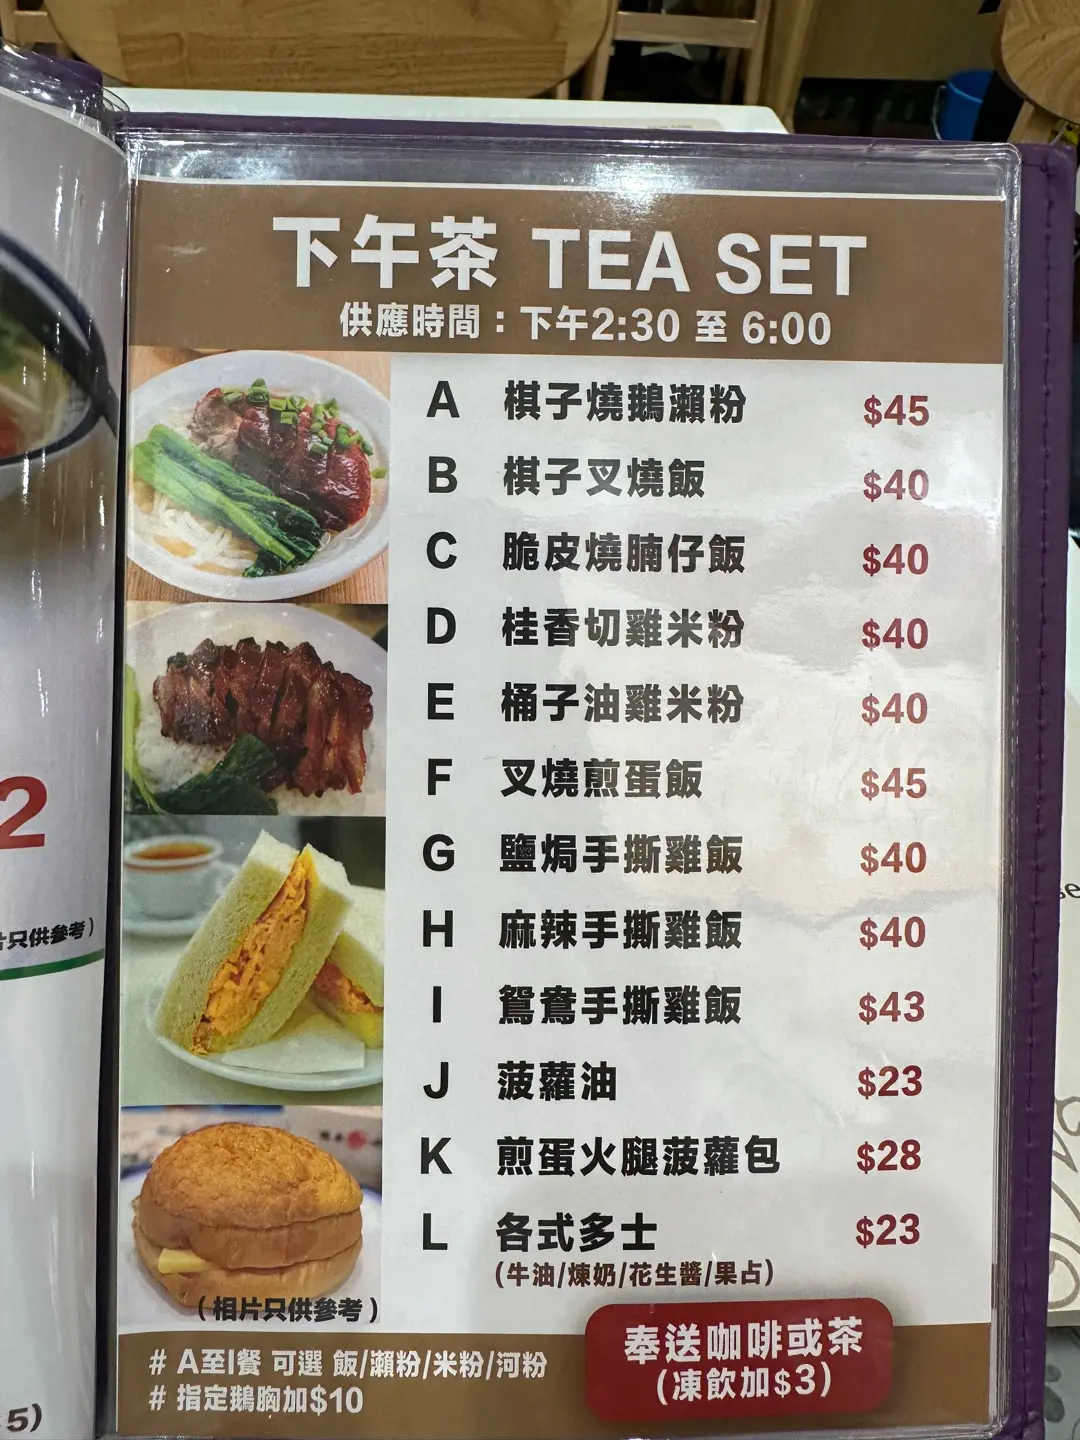 下午茶 TEA SET
供應時間：下午2:30 至 6:00
A 棋子燒鵝瀨粉 $45
B 棋子叉燒飯 $40
C 脆皮燒腩仔飯 $40
D 桂香切雞米粉 $40
E 桶子油雞米粉 $40
F 叉燒煎蛋飯 $45
G 鹽焗手撕雞飯 $40
H 麻辣手撕雞飯 $40
I 鴛鴦手撕雞飯 $43
J 菠蘿油 $23
K 煎蛋火腿菠蘿包 $28
L 各式多士 $23
(牛油/煉奶/花生醬/果占)
(相片只供參考)
# A至I餐 可選 飯/瀨粉/米粉/河粉
# 指定鵝胸加$10
奉送咖啡或茶
(凍飲加$3)
2
片只供參考)
5)